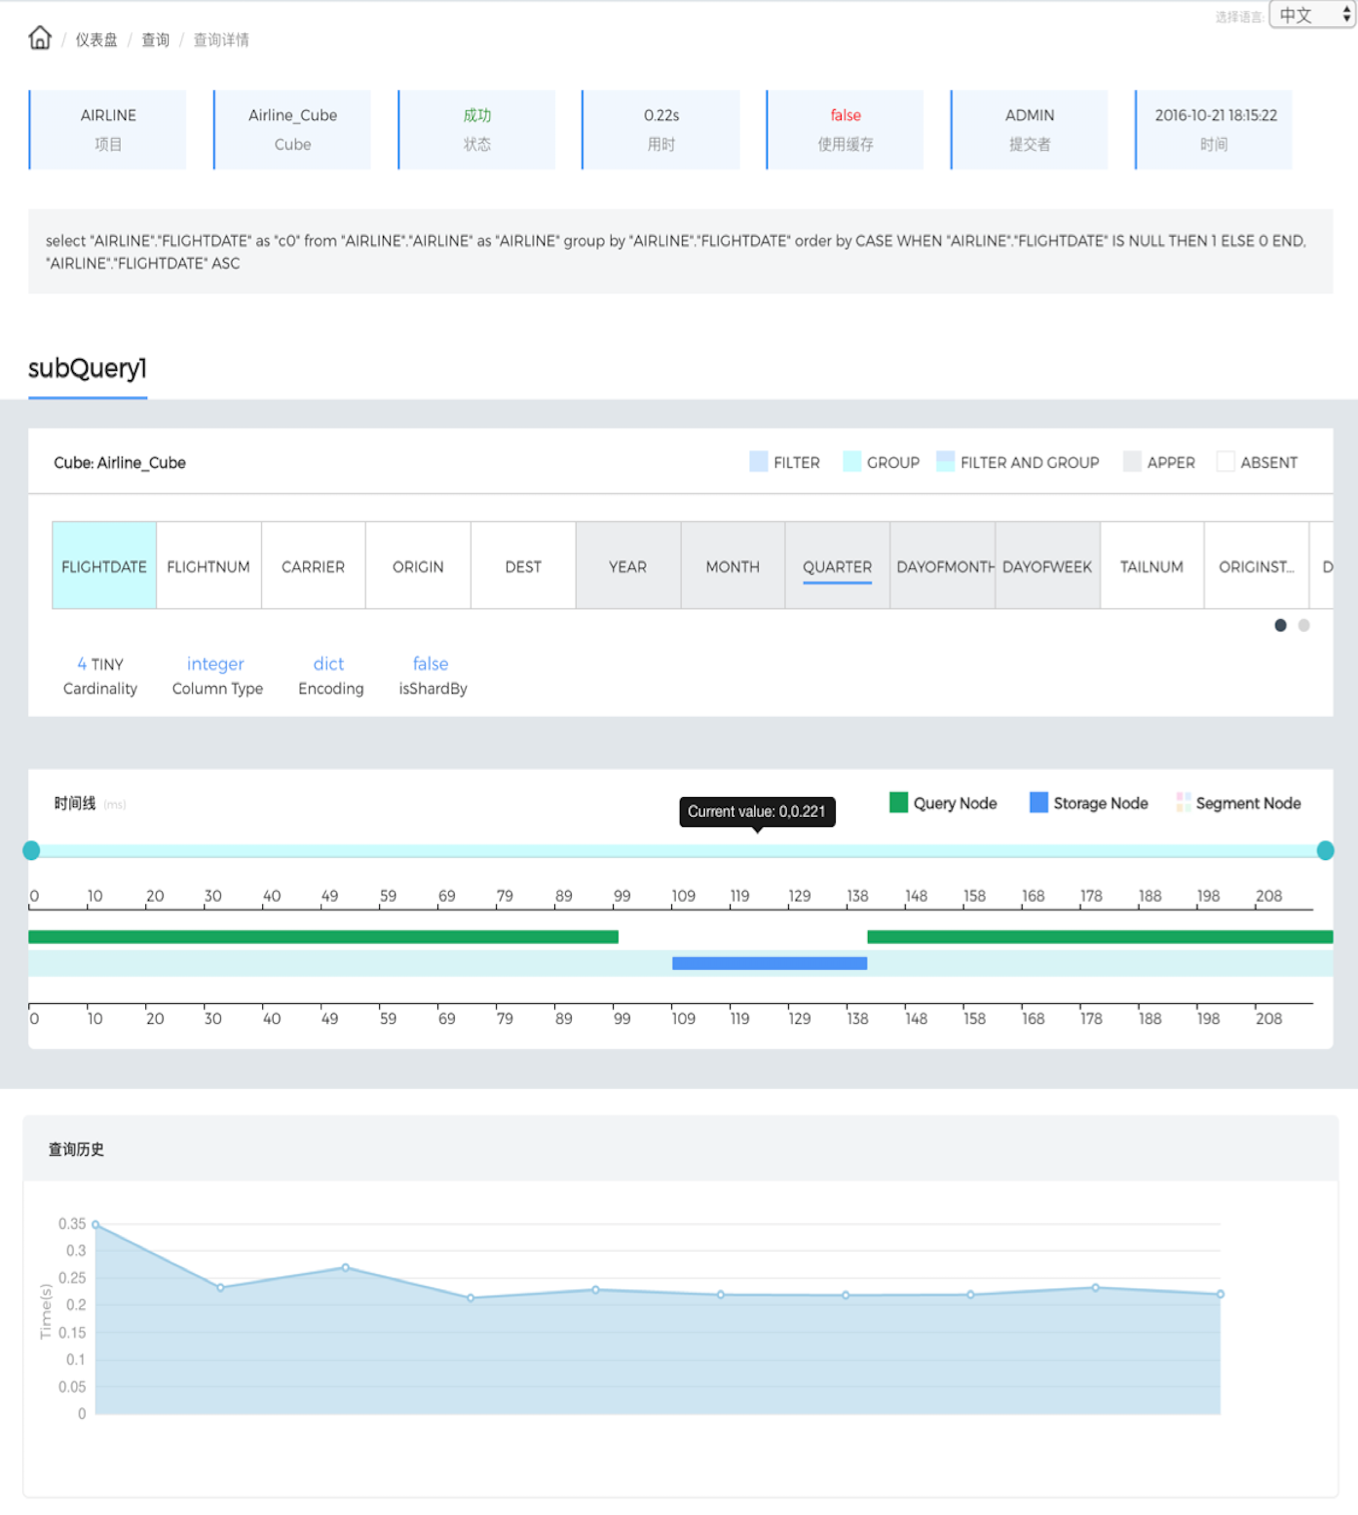 选择语言: 中文
/ 仪表盘 / 查询 / 查询详情
AIRLINE
项目
Airline_Cube
Cube
成功
状态
0.22s
用时
false
使用缓存
ADMIN
提交者
2016-10-21 18:15:22
时间
select "AIRLINE"."FLIGHTDATE" as "c0" from "AIRLINE"."AIRLINE" as "AIRLINE" group by "AIRLINE"."FLIGHTDATE" order by CASE WHEN "AIRLINE"."FLIGHTDATE" IS NULL THEN 1 ELSE 0 END,
"AIRLINE"."FLIGHTDATE" ASC
subQuery1
Cube: Airline_Cube
FILTER GROUP FILTER AND GROUP APPER ABSENT
FLIGHTDATE FLIGHTNUM CARRIER ORIGIN DEST YEAR MONTH QUARTER DAYOFMONTH DAYOFWEEK TAILNUM ORIGINST... D
4 TINY
Cardinality
integer
Column Type
dict
Encoding
false
isShardBy
时间线 (ms)
Current value: 0,0.221
Query Node Storage Node Segment Node
0 10 20 30 40 49 59 69 79 89 99 109 119 129 138 148 158 168 178 188 198 208
0 10 20 30 40 49 59 69 79 89 99 109 119 129 138 148 158 168 178 188 198 208
查询历史
Time(s)
0.35
0.3
0.25
0.2
0.15
0.1
0.05
0